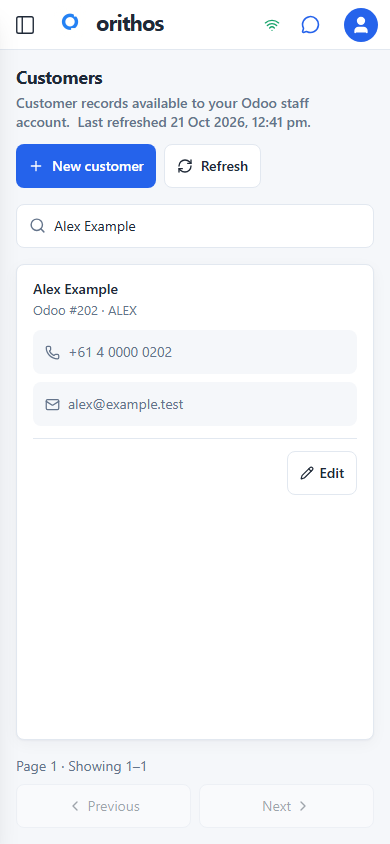 orithos
Customers
Customer records available to your Odoo staff
account.  Last refreshed 21 Oct 2026, 12:41 pm.
New customer
Refresh
Alex Example
Alex Example
Odoo #202 · ALEX
+61 4 0000 0202
alex@example.test
Edit
Page 1 · Showing 1–1
Previous
Next